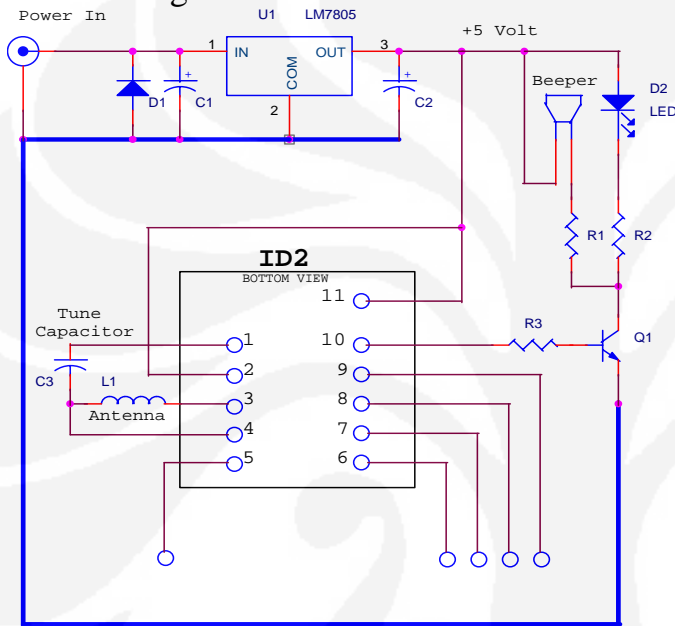 Power In
U1 LM7805
+5 Volt
1 IN OUT 3
COM
2
+
+
D1 C1 C2
Beeper
D2
LED
R1 R2
ID2
BOTTOM VIEW
Tune
Capacitor
11
1 10
R3 Q1
C3 L1
2 9
Antenna
3 8
4 7
5 6